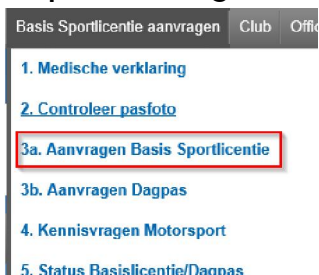 Basis Sportlicentie aanvragen Club
1. Medische verklaring
2. Controleer pasfoto
3a. Aanvragen Basis Sportlicentie
3b. Aanvragen Dagpas
4. Kennisvragen Motorsport
5. Status Basislicentie/Dagpas